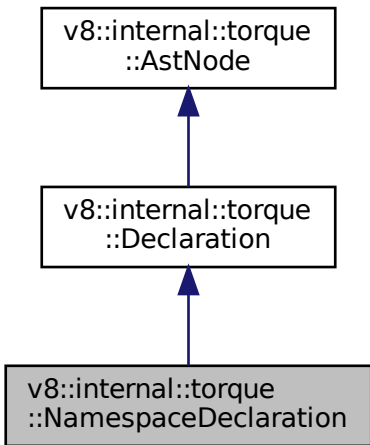 v8::internal::torque
::AstNode
v8::internal::torque
::Declaration
v8::internal::torque
::NamespaceDeclaration